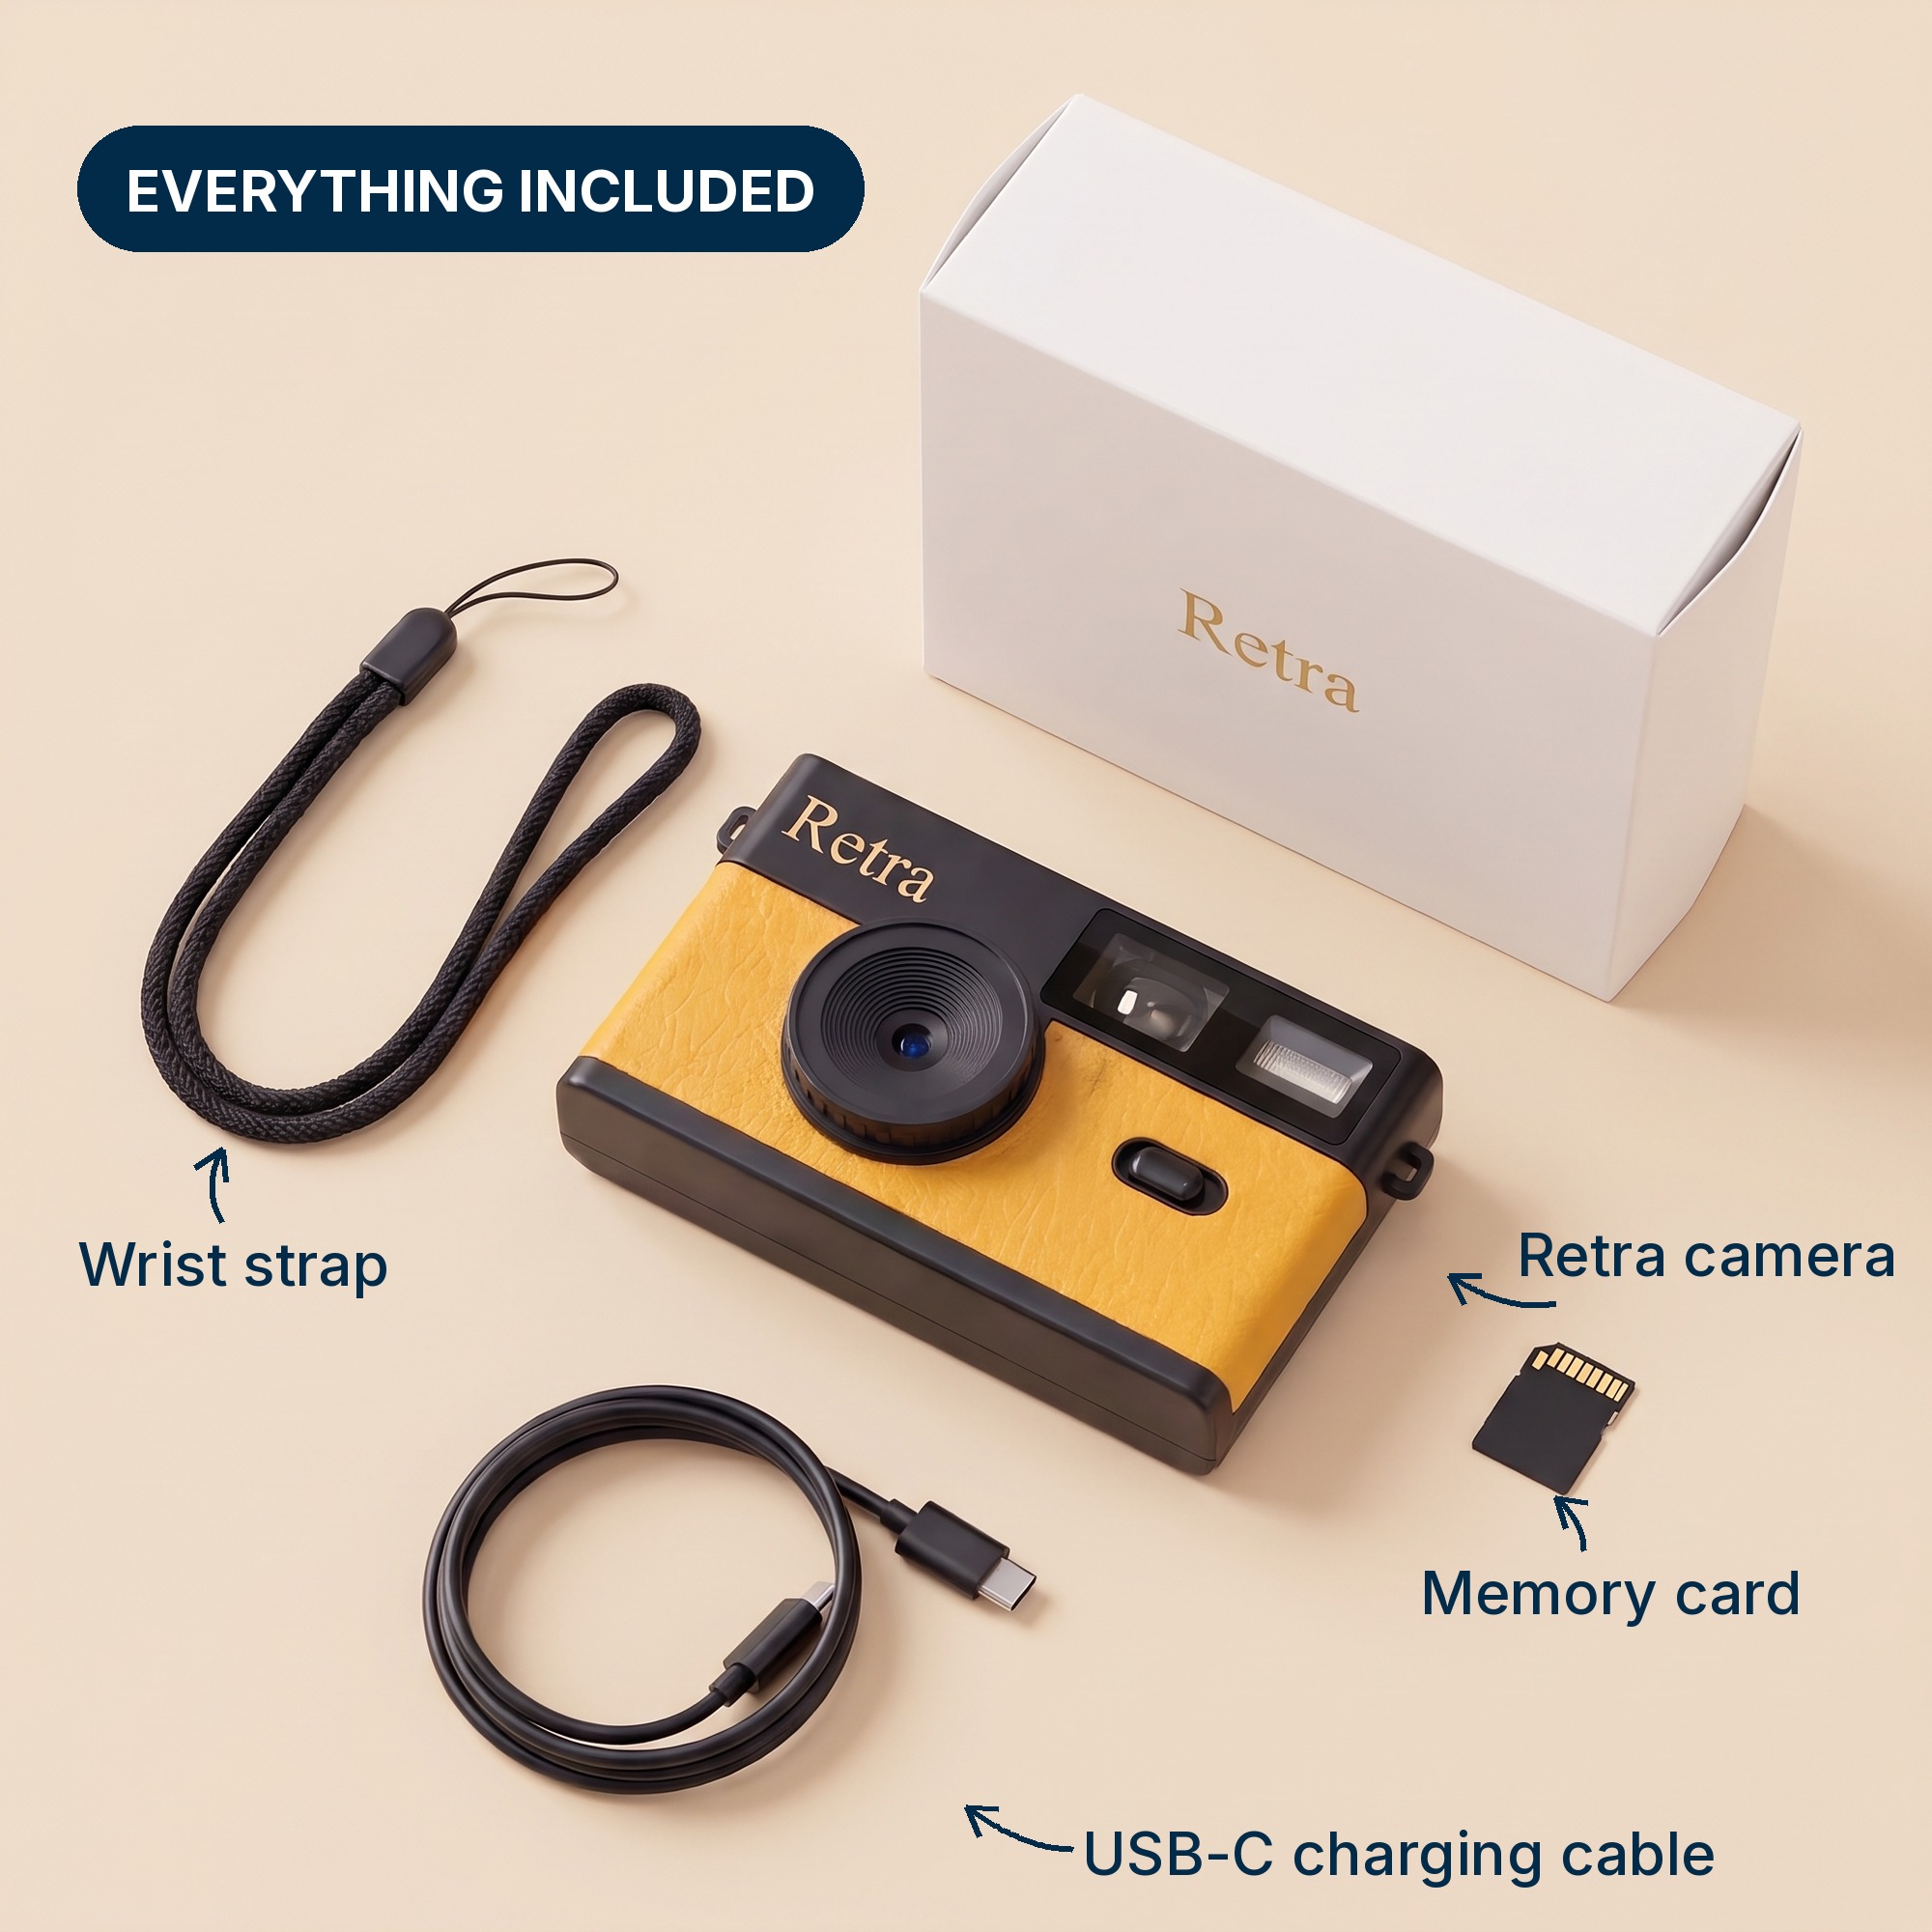 EVERYTHING INCLUDED
Retra
Retra
Wrist strap
Retra camera
Memory card
USB-C charging cable